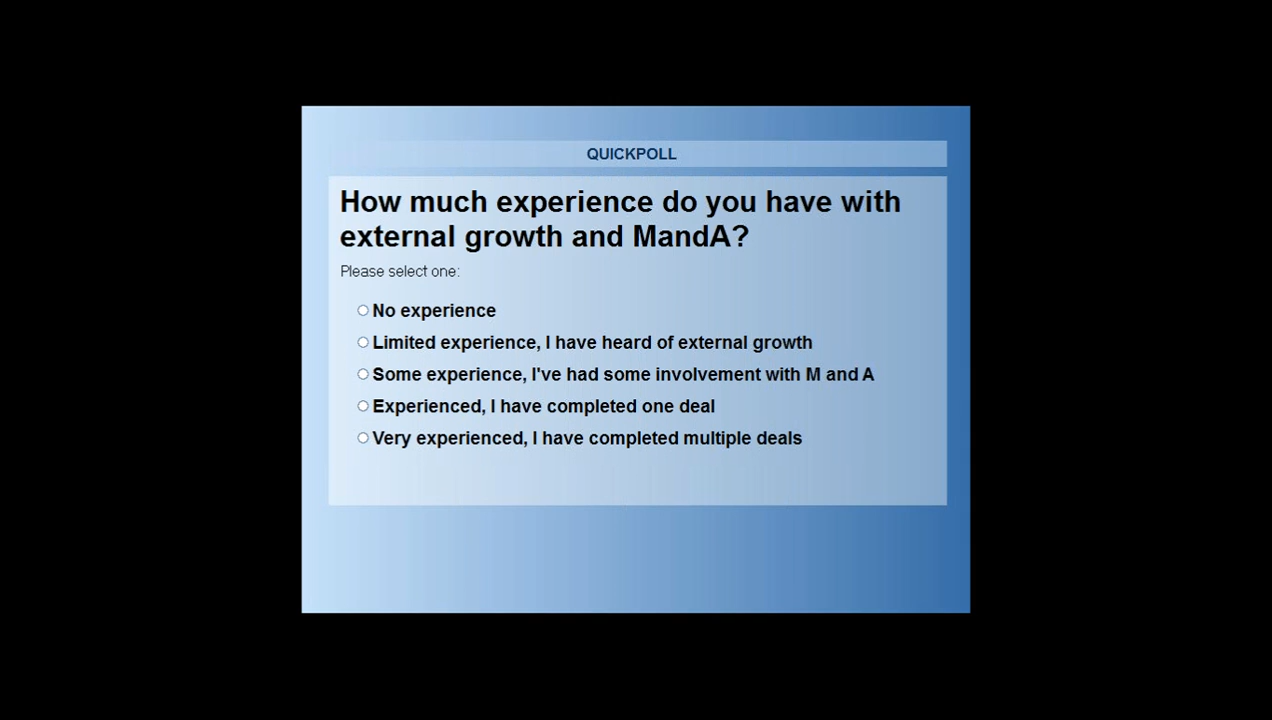 QUICKPOLL
How much experience do you have with
external growth and MandA?
Please select one:
No experience
Limited experience, I have heard of external growth
Some experience, I've had some involvement with M and A
Experienced, I have completed one deal
Very experienced, I have completed multiple deals